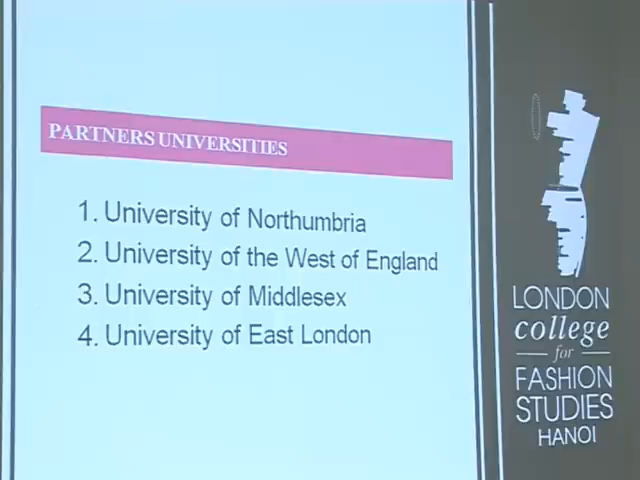 PARTNERS UNIVERSITIES
1. University of Northumbria
2. University of the West of England
3. University of Middlesex
4. University of East London
LONDON
college
for
FASHION
STUDIES
HANOI